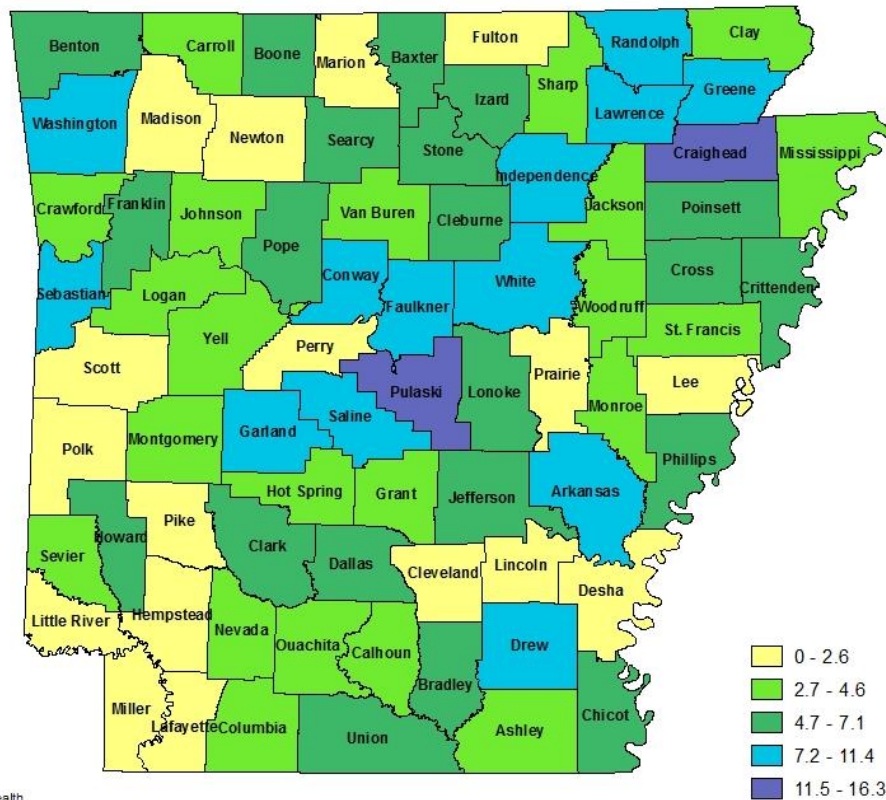 Benton
Carroll
Boone
Marion
Baxter
Fulton
Randolph
Clay
Izard
Sharp
Lawrence
Greene
Washington
Madison
Newton
Searcy
Stone
Independence
Craighead
Mississippi
Crawford
Franklin
Johnson
Pope
Van Buren
Cleburne
Jackson
Poinsett
Sebastian
Logan
Conway
Faulkner
White
Woodruff
Cross
Crittenden
Scott
Yell
Perry
Pulaski
Lonoke
Prairie
Monroe
St. Francis
Lee
Polk
Montgomery
Garland
Saline
Hot Spring
Grant
Jefferson
Arkansas
Phillips
Sevier
Howard
Pike
Clark
Dallas
Cleveland
Lincoln
Desha
Little River
Hempstead
Nevada
Ouachita
Calhoun
Bradley
Drew
Miller
Lafayette
Columbia
Union
Ashley
Chicot
0 - 2.6
2.7 - 4.6
4.7 - 7.1
7.2 - 11.4
11.5 - 16.3